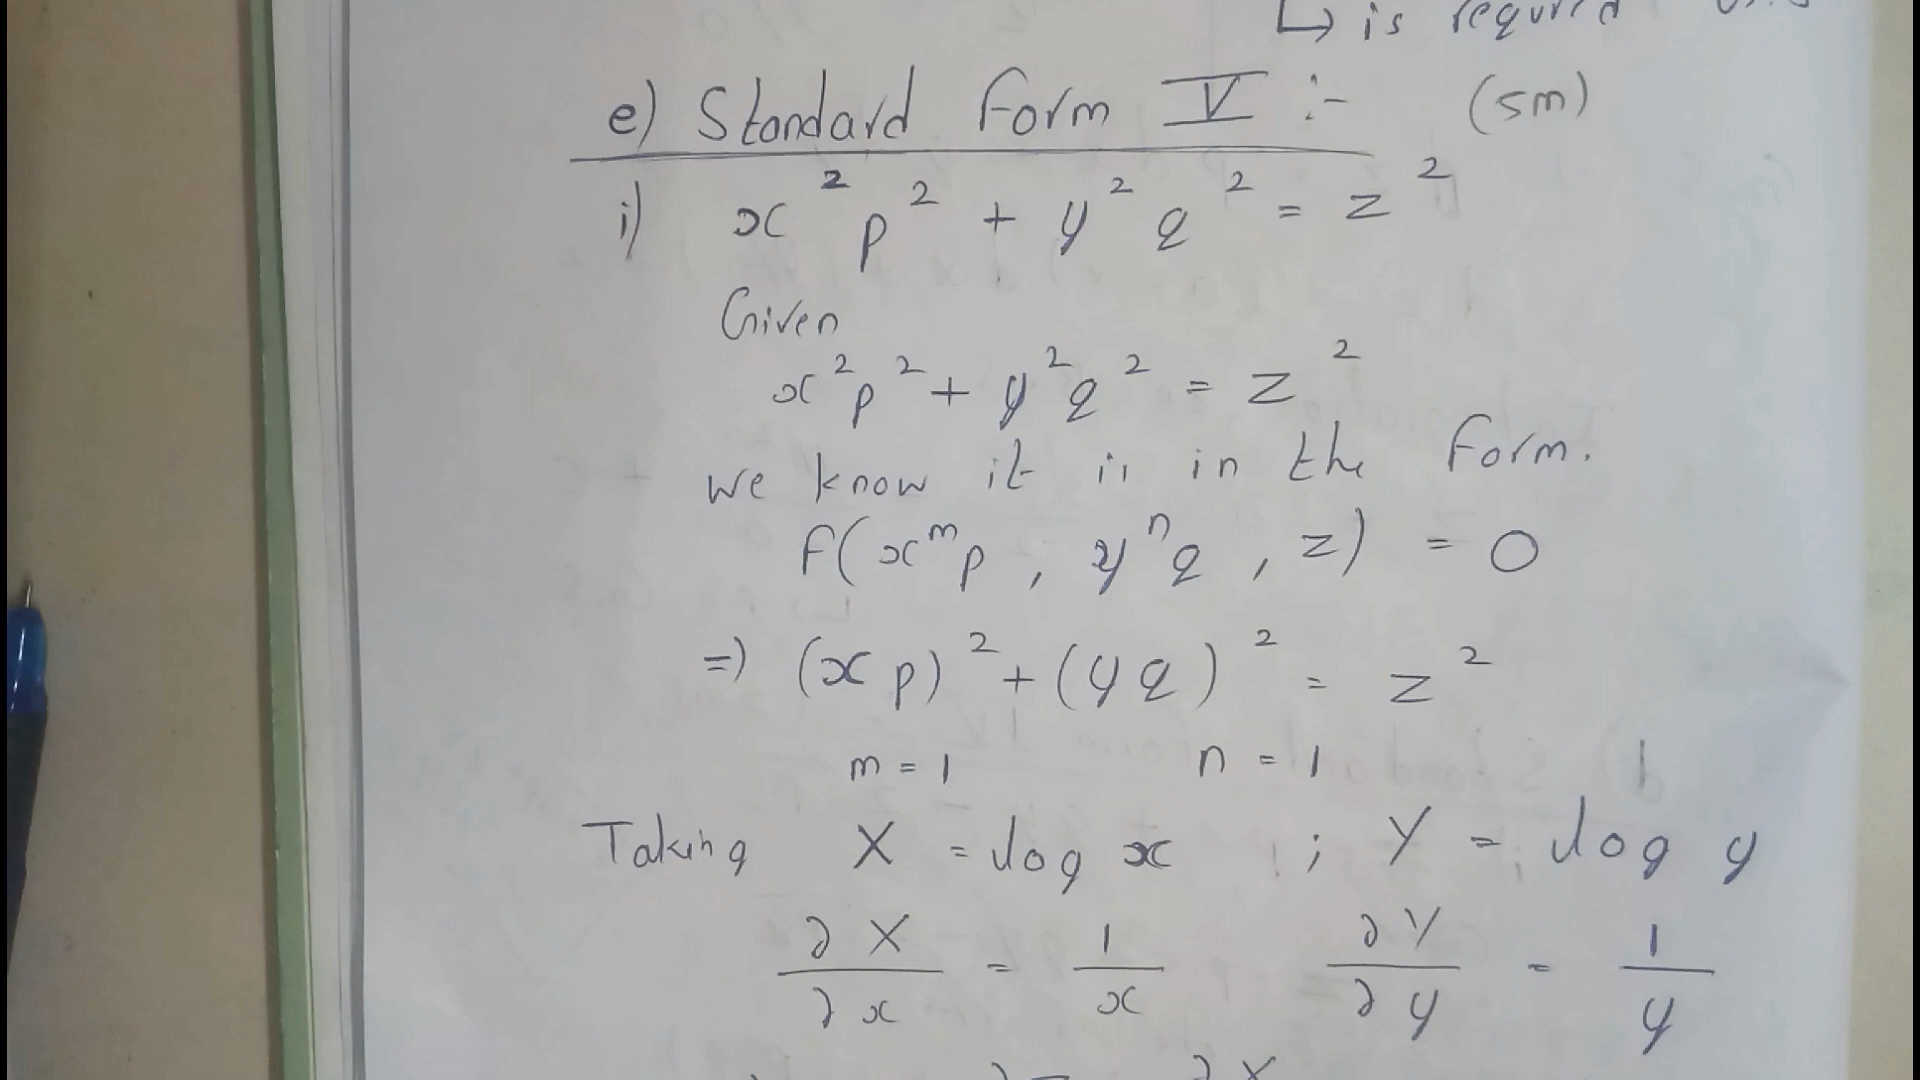 ↳ is
e) Standard Form V :- (5m)
i) x²p² + y²q² = z²
Given
x²p² + y²q² = z²
we know it is in the form.
F(xᵐp, yⁿq, z) = 0
=) (xp)² + (yq)² = z²
m = 1 n = 1
Taking X = log x ; Y = log y
∂X/∂x = 1/x ∂Y/∂y = 1/y